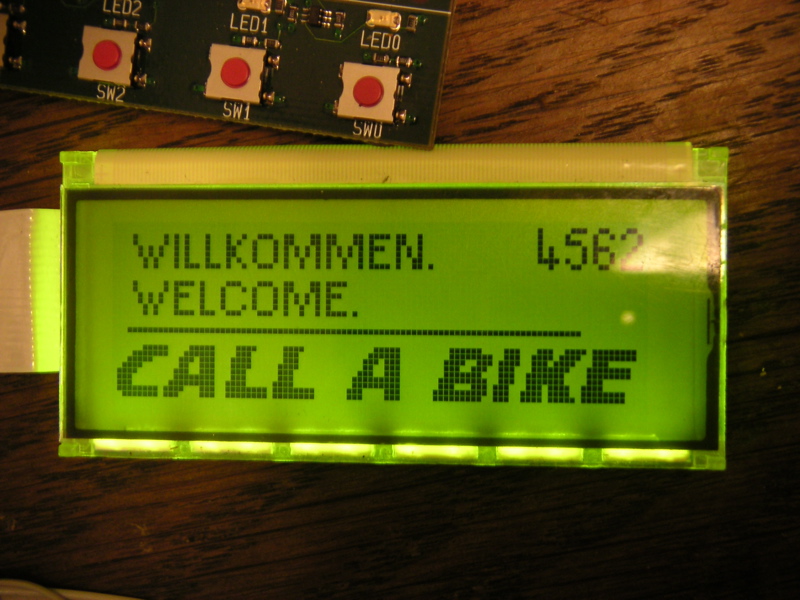 LED2
LED1
LED0
SW2
SW1
SW0
WILLKOMMEN. 4562
WELCOME.
CALL A BIKE